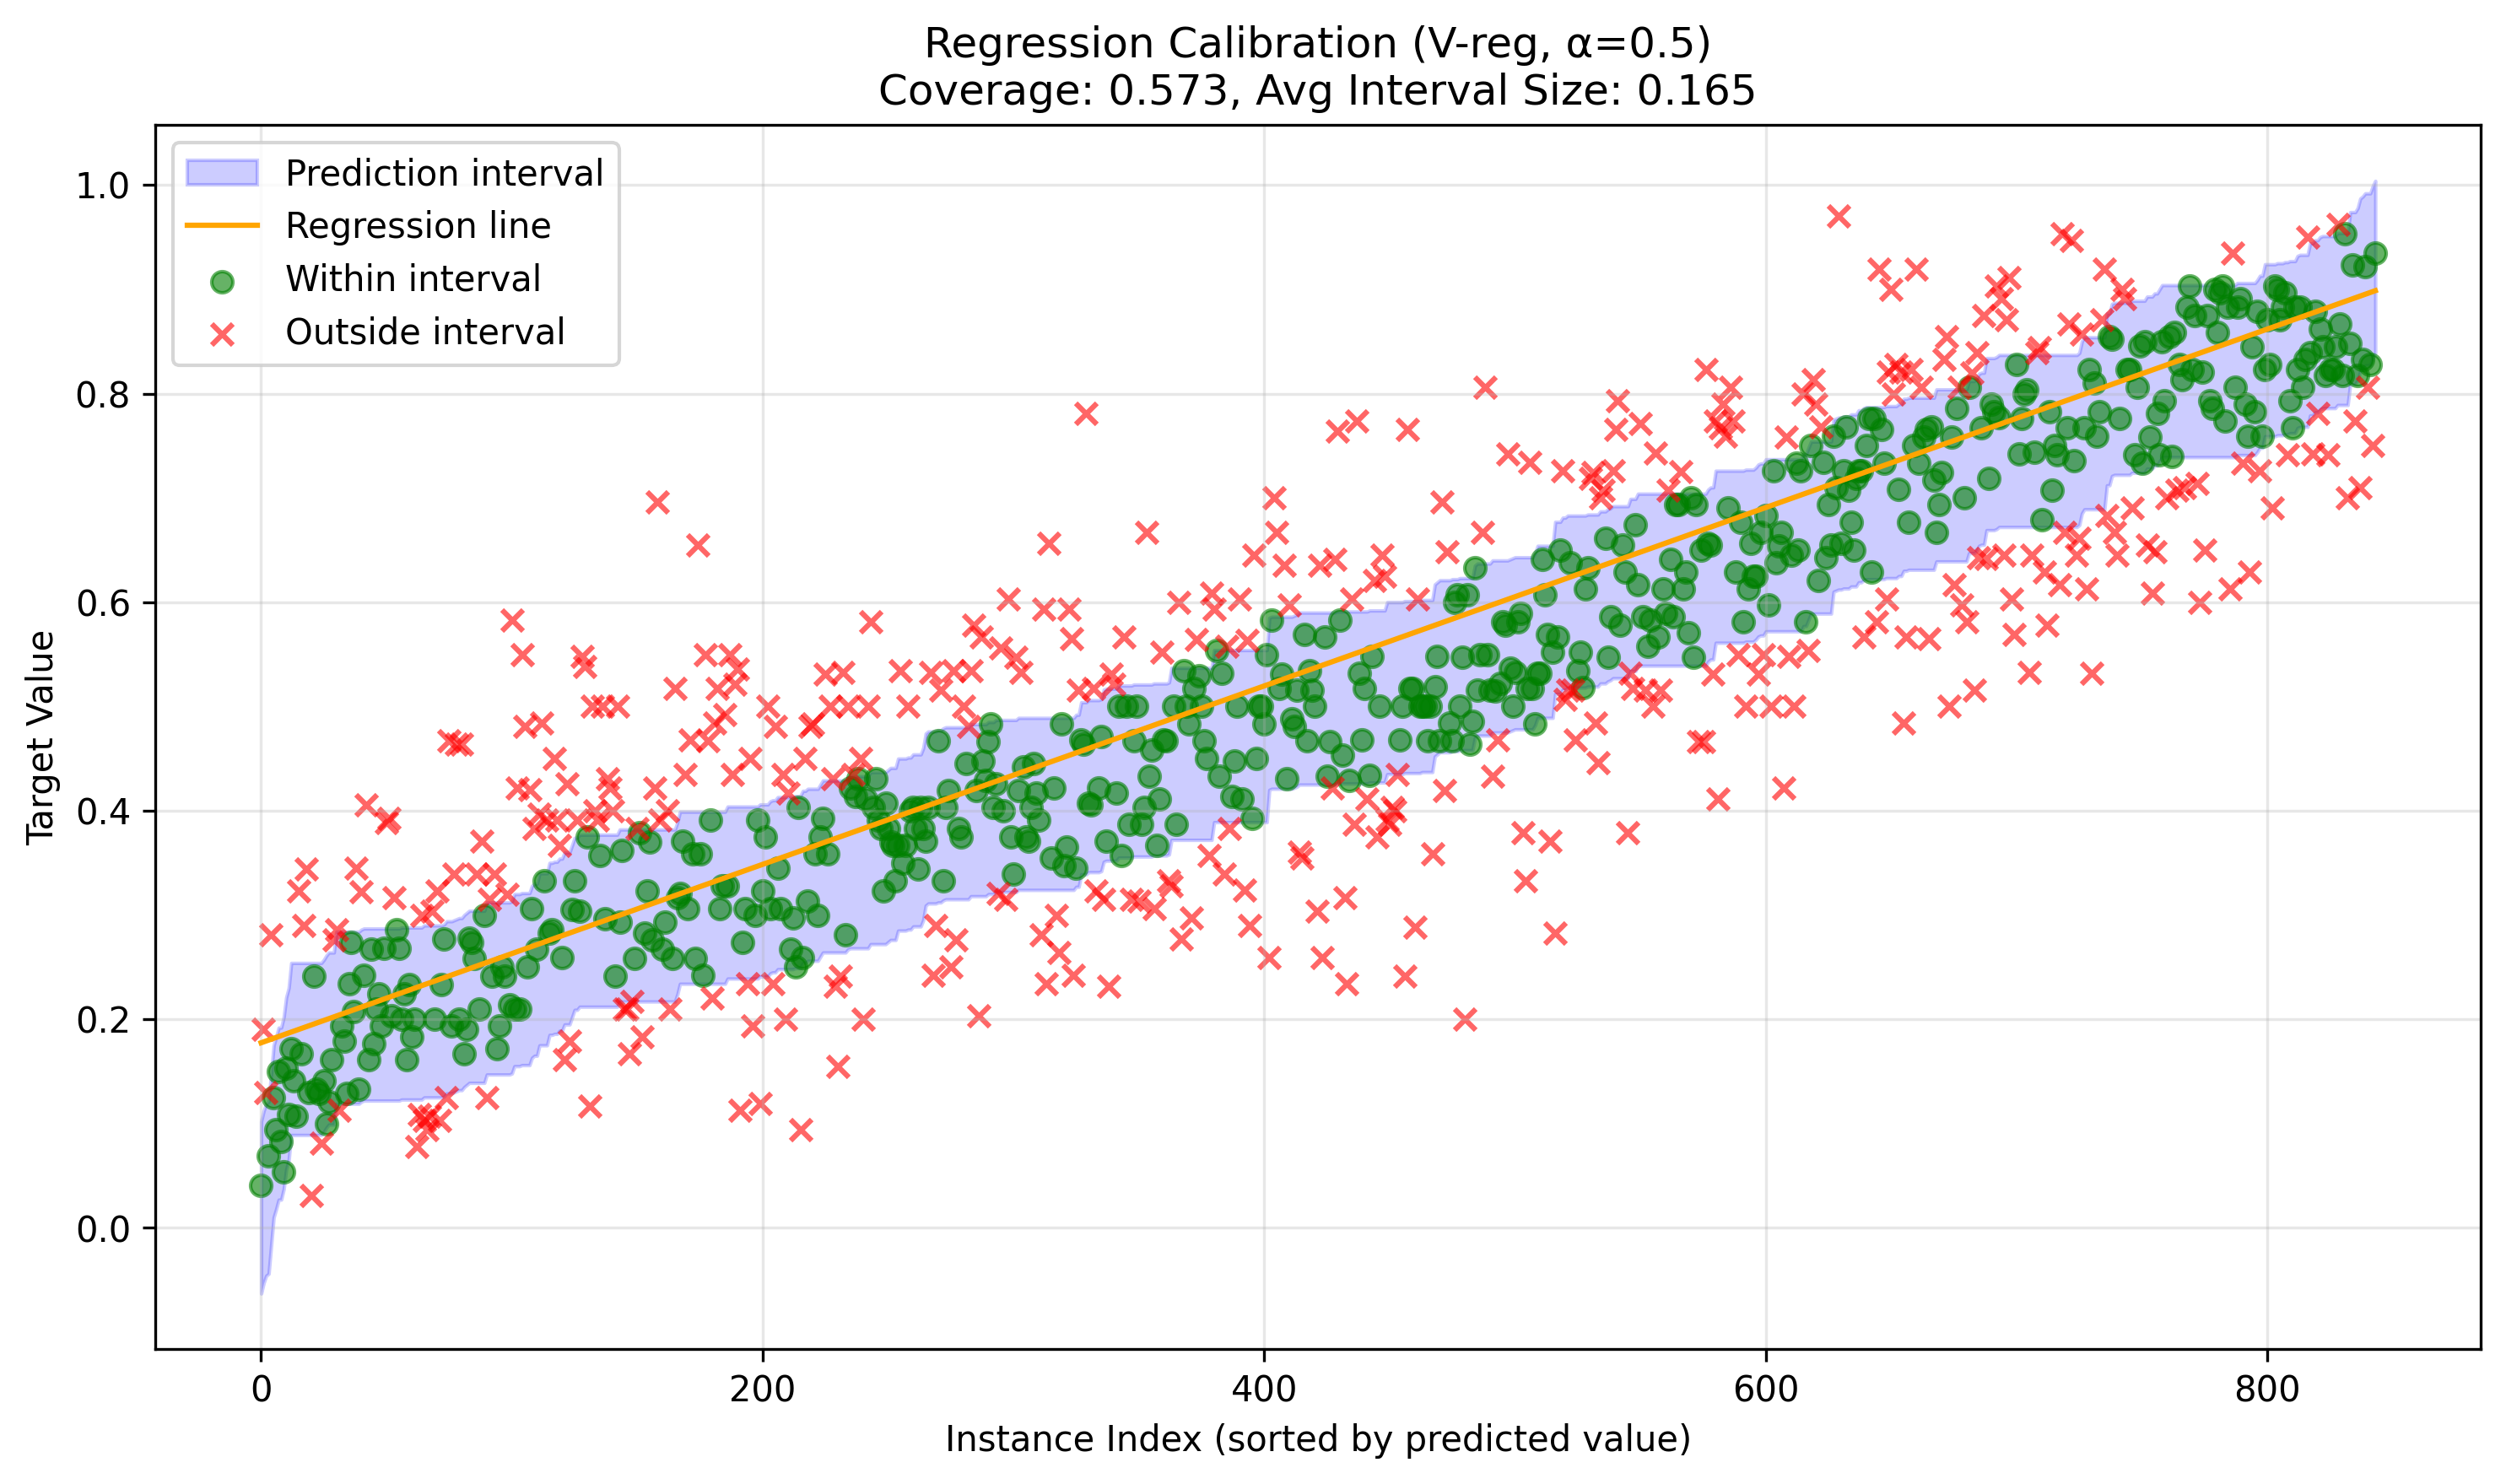 Regression Calibration (V-reg, α=0.5)
Coverage: 0.573, Avg Interval Size: 0.165
Prediction interval
Regression line
Within interval
Outside interval
Target Value
1.0
0.8
0.6
0.4
0.2
0.0
0 200 400 600 800
Instance Index (sorted by predicted value)